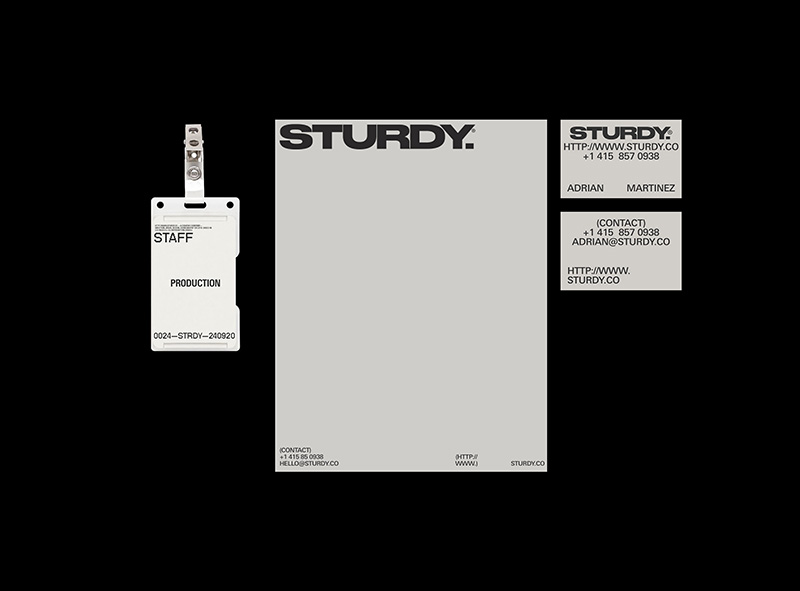 STAFF
PRODUCTION
0024—STRDY—240920
STURDY.®
(CONTACT)
+1 415 85 0938
HELLO@STURDY.CO
(HTTP://
WWW.)
STURDY.CO
STURDY.®
HTTP://WWW.STURDY.CO
+1 415 857 0938
ADRIAN MARTINEZ
(CONTACT)
+1 415 857 0938
ADRIAN@STURDY.CO
HTTP://WWW.
STURDY.CO